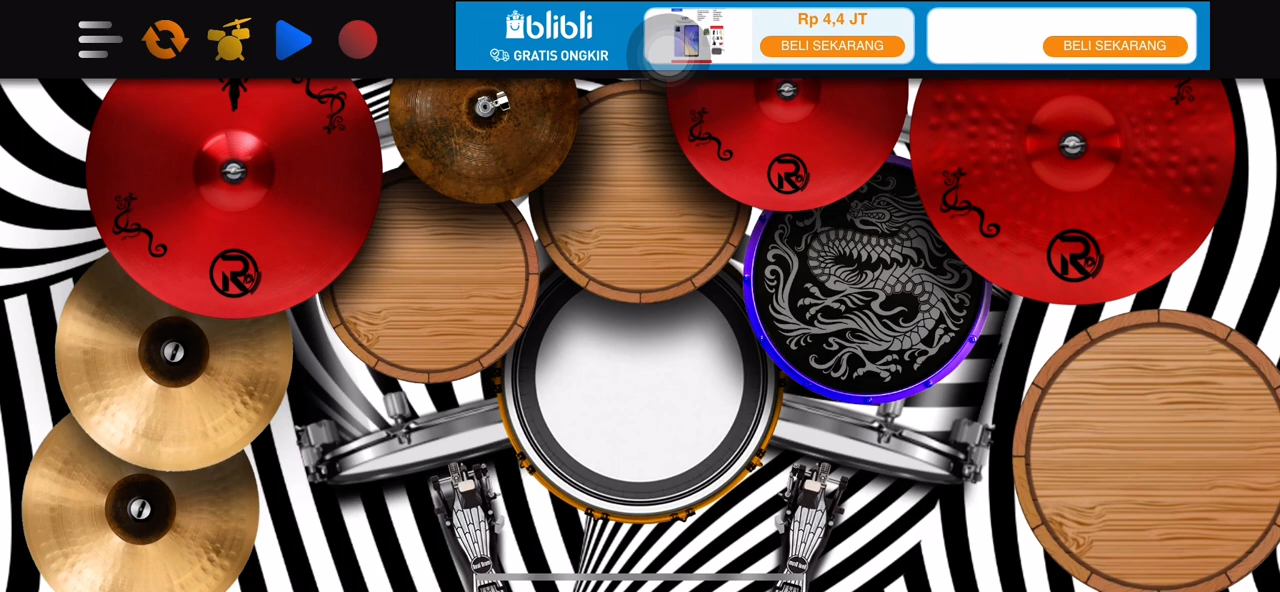 blibli
GRATIS ONGKIR
Rp 4,4 JT
BELI SEKARANG
BELI SEKARANG
R
R
R